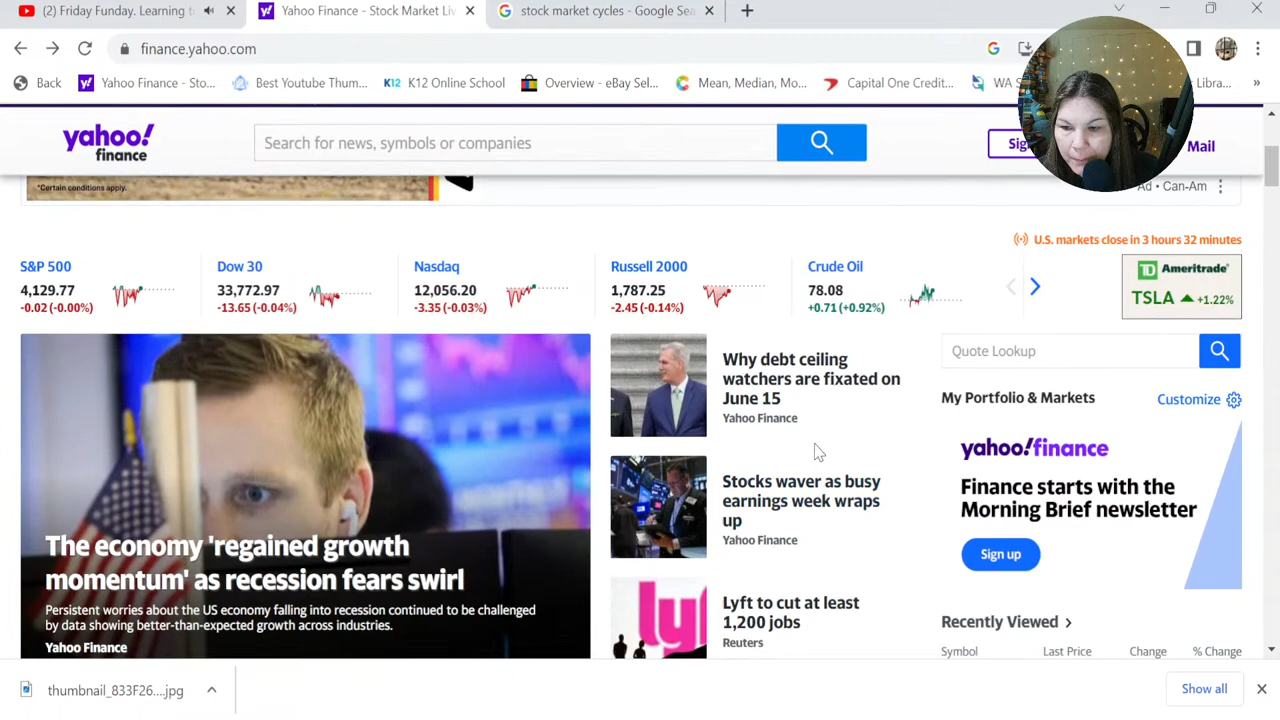 (2) Friday Funday. Learning t
Yahoo Finance - Stock Market Liv
stock market cycles - Google Sea
finance.yahoo.com
Back
Yahoo Finance - Sto...
Best Youtube Thum...
K12 K12 Online School
Overview - eBay Sel...
Mean, Median, Mo...
Capital One Credit...
WA S
Libra...
yahoo!
finance
Search for news, symbols or companies
Sig
Mail
*Certain conditions apply.
Ad • Can-Am
U.S. markets close in 3 hours 32 minutes
S&P 500
4,129.77
-0.02 (-0.00%)
Dow 30
33,772.97
-13.65 (-0.04%)
Nasdaq
12,056.20
-3.35 (-0.03%)
Russell 2000
1,787.25
-2.45 (-0.14%)
Crude Oil
78.08
+0.71 (+0.92%)
TD Ameritrade
TSLA +1.22%
The economy 'regained growth
momentum' as recession fears swirl
Persistent worries about the US economy falling into recession continued to be challenged
by data showing better-than-expected growth across industries.
Yahoo Finance
Why debt ceiling
watchers are fixated on
June 15
Yahoo Finance
Stocks waver as busy
earnings week wraps
up
Yahoo Finance
lyf
Lyft to cut at least
1,200 jobs
Reuters
Quote Lookup
My Portfolio & Markets
Customize
yahoo!finance
Finance starts with the
Morning Brief newsletter
Sign up
Recently Viewed
Symbol Last Price Change % Change
thumbnail_833F26....jpg
Show all